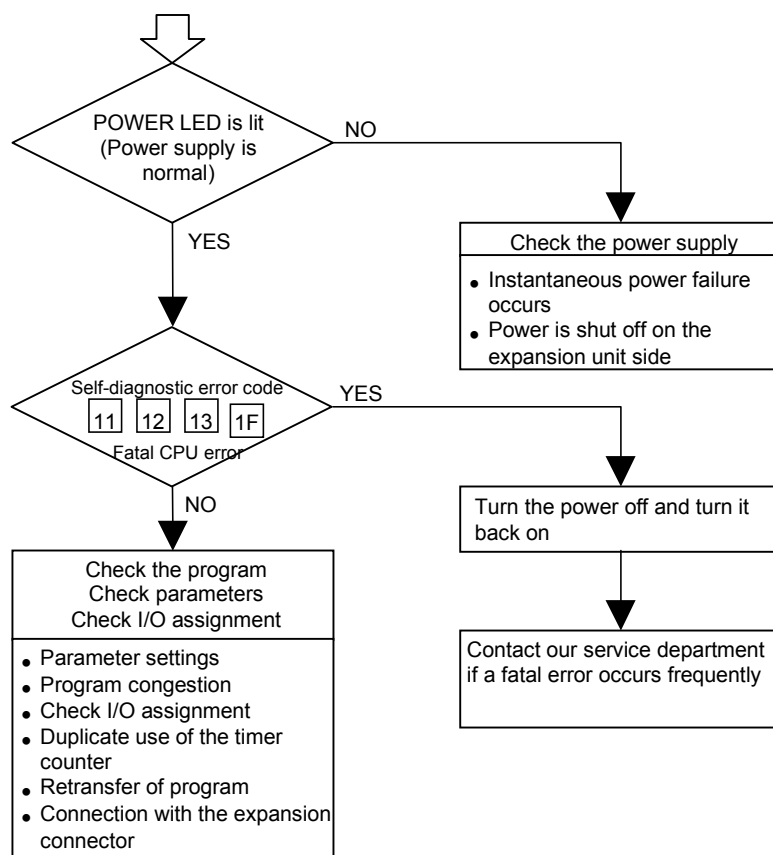 POWER LED is lit
(Power supply is
normal)
NO
YES
Check the power supply
• Instantaneous power failure
occurs
• Power is shut off on the
expansion unit side
Self-diagnostic error code
11 12 13 1F
Fatal CPU error
YES
NO
Turn the power off and turn it
back on
Contact our service department
if a fatal error occurs frequently
Check the program
Check parameters
Check I/O assignment
• Parameter settings
• Program congestion
• Check I/O assignment
• Duplicate use of the timer
counter
• Retransfer of program
• Connection with the expansion
connector